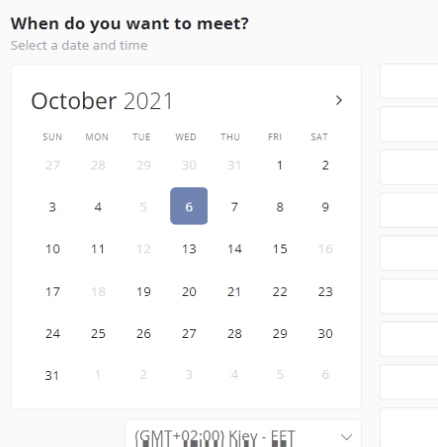 When do you want to meet?
Select a date and time
October 2021
SUN MON TUE WED THU FRI SAT
27 28 29 30 31 1 2
3 4 5 6 7 8 9
10 11 12 13 14 15 16
17 18 19 20 21 22 23
24 25 26 27 28 29 30
31 1 2 3 4 5 6
(GMT+02:00) Kiev - EET